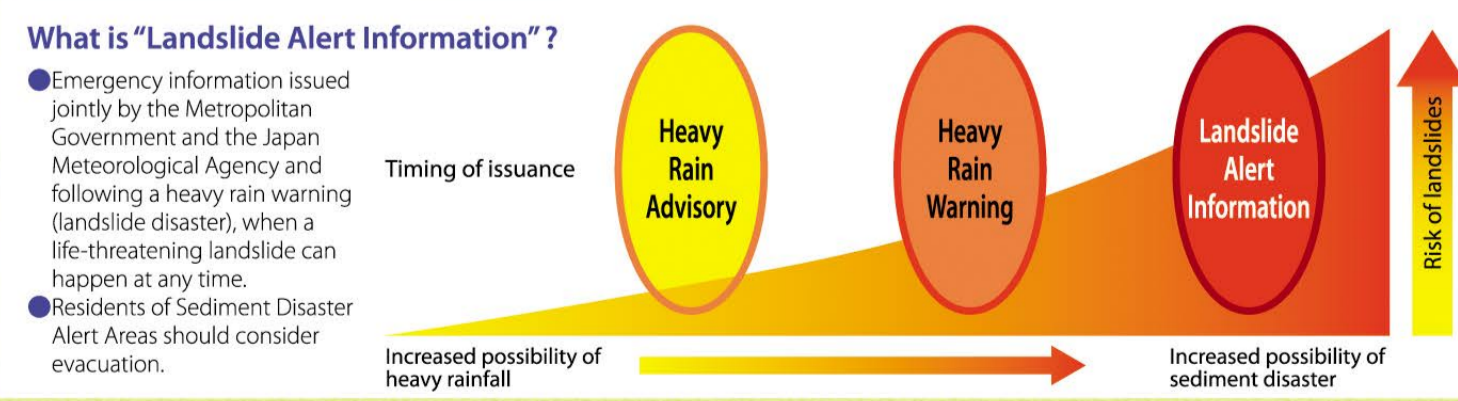 What is “Landslide Alert Information”?
●Emergency information issued
jointly by the Metropolitan
Government and the Japan
Meteorological Agency and
following a heavy rain warning
(landslide disaster), when a
life-threatening landslide can
happen at any time.
●Residents of Sediment Disaster
Alert Areas should consider
evacuation.
Timing of issuance
Heavy
Rain
Advisory
Heavy
Rain
Warning
Landslide
Alert
Information
Risk of landslides
Increased possibility of
heavy rainfall
Increased possibility of
sediment disaster